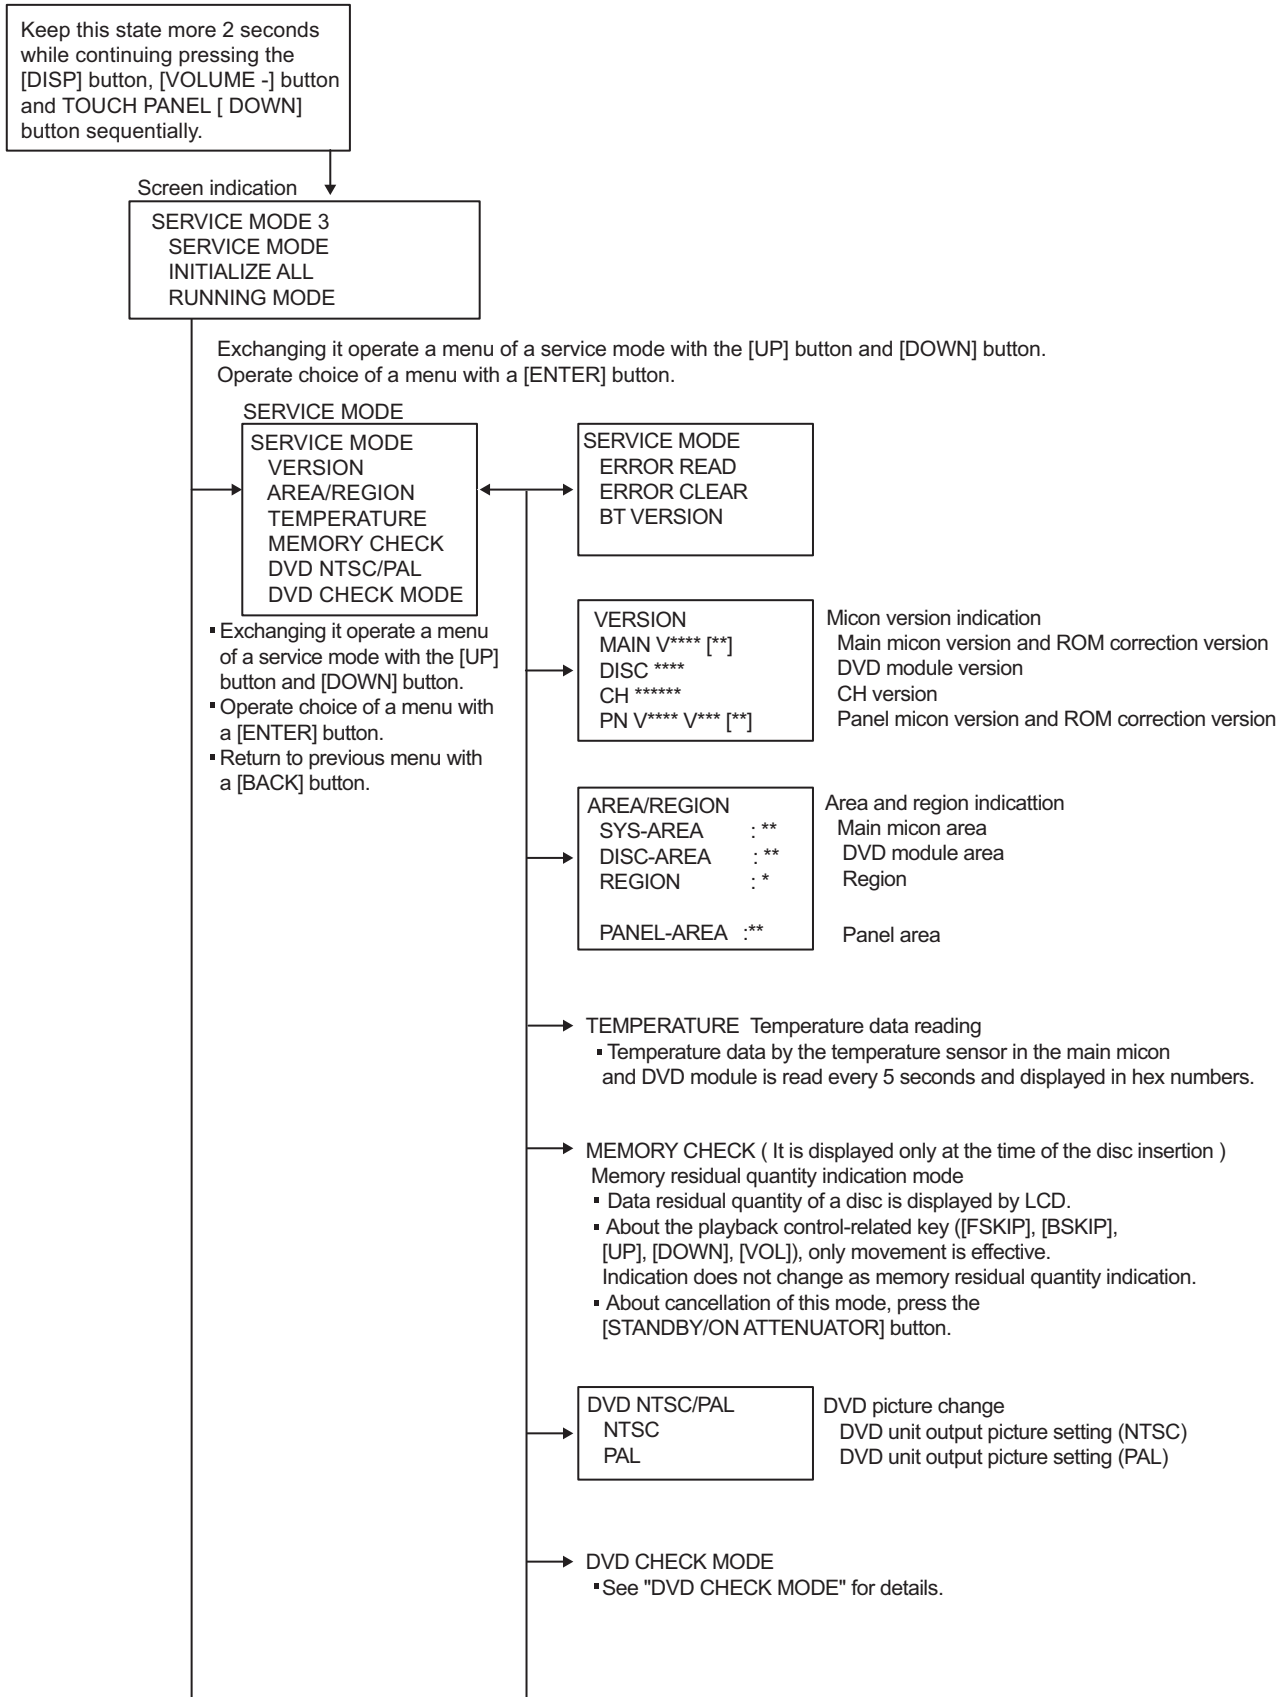 Keep this state more 2 seconds
while continuing pressing the
[DISP] button, [VOLUME -] button
and TOUCH PANEL [ DOWN]
button sequentially.
Screen indication
SERVICE MODE 3
SERVICE MODE
INITIALIZE ALL
RUNNING MODE
Exchanging it operate a menu of a service mode with the [UP] button and [DOWN] button.
Operate choice of a menu with a [ENTER] button.
SERVICE MODE
SERVICE MODE
VERSION
AREA/REGION
TEMPERATURE
MEMORY CHECK
DVD NTSC/PAL
DVD CHECK MODE
▪ Exchanging it operate a menu
of a service mode with the [UP]
button and [DOWN] button.
▪ Operate choice of a menu with
a [ENTER] button.
▪ Return to previous menu with
a [BACK] button.
SERVICE MODE
ERROR READ
ERROR CLEAR
BT VERSION
VERSION
MAIN V**** [**]
DISC ****
CH ******
PN V**** V*** [**]
Micon version indication
Main micon version and ROM correction version
DVD module version
CH version
Panel micon version and ROM correction version
AREA/REGION
SYS-AREA : **
DISC-AREA : **
REGION : *
PANEL-AREA :**
Area and region indicattion
Main micon area
DVD module area
Region
Panel area
TEMPERATURE Temperature data reading
▪ Temperature data by the temperature sensor in the main micon
and DVD module is read every 5 seconds and displayed in hex numbers.
MEMORY CHECK ( It is displayed only at the time of the disc insertion )
Memory residual quantity indication mode
▪ Data residual quantity of a disc is displayed by LCD.
▪ About the playback control-related key ([FSKIP], [BSKIP],
[UP], [DOWN], [VOL]), only movement is effective.
Indication does not change as memory residual quantity indication.
▪ About cancellation of this mode, press the
[STANDBY/ON ATTENUATOR] button.
DVD NTSC/PAL
NTSC
PAL
DVD picture change
DVD unit output picture setting (NTSC)
DVD unit output picture setting (PAL)
DVD CHECK MODE
▪ See "DVD CHECK MODE" for details.